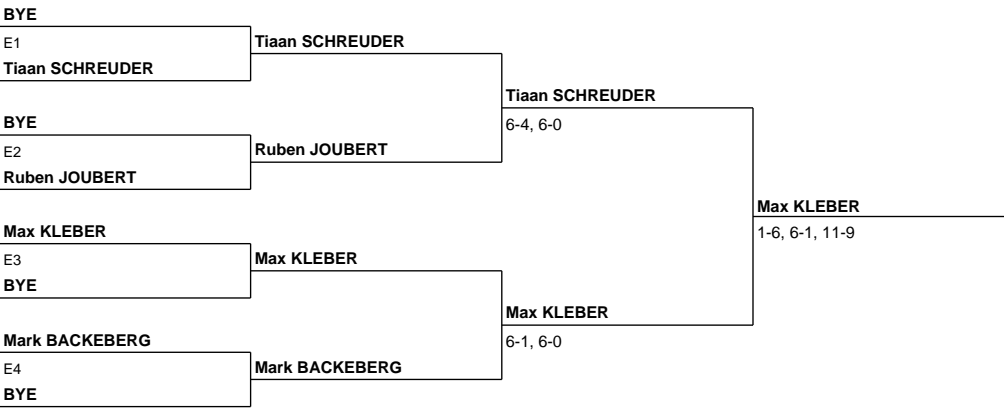 BYE
E1
Tiaan SCHREUDER
BYE
E2
Ruben JOUBERT
Max KLEBER
E3
BYE
Mark BACKEBERG
E4
BYE
Tiaan SCHREUDER
Ruben JOUBERT
Max KLEBER
Mark BACKEBERG
Tiaan SCHREUDER
6-4, 6-0
Max KLEBER
6-1, 6-0
Max KLEBER
1-6, 6-1, 11-9